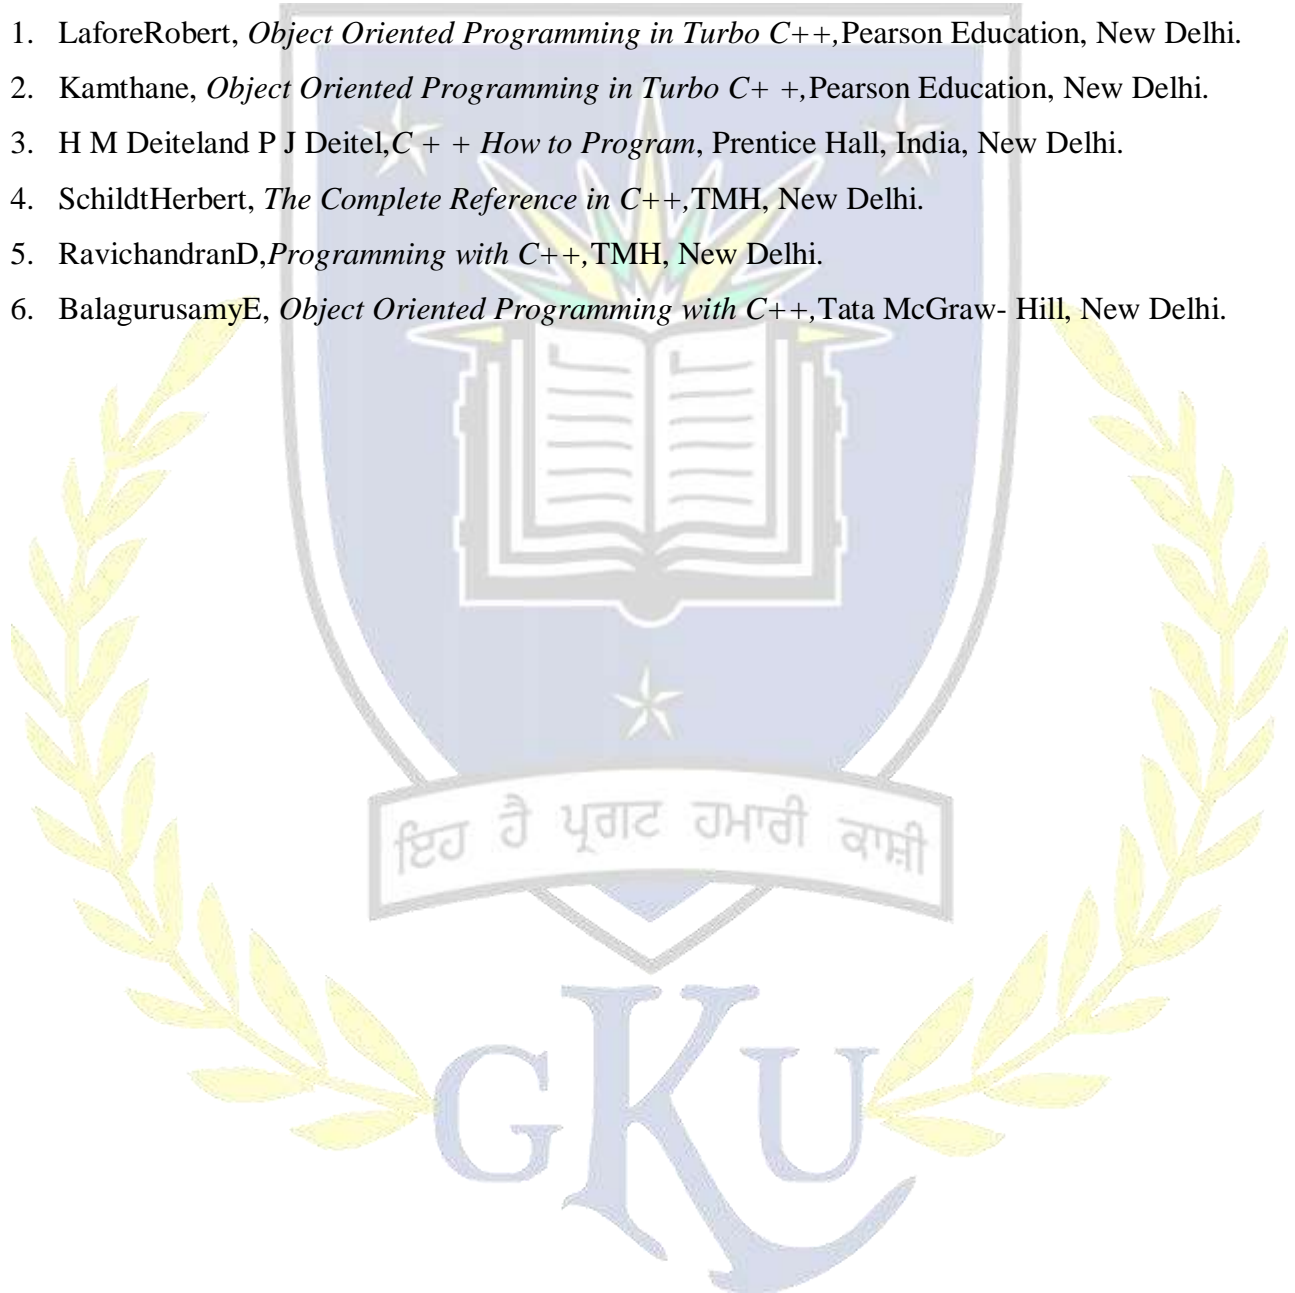 1. LaforeRobert, Object Oriented Programming in Turbo C++,Pearson Education, New Delhi.
2. Kamthane, Object Oriented Programming in Turbo C+ +,Pearson Education, New Delhi.
3. H M Deiteland P J Deitel,C + + How to Program, Prentice Hall, India, New Delhi.
4. SchildtHerbert, The Complete Reference in C++,TMH, New Delhi.
5. RavichandranD,Programming with C++,TMH, New Delhi.
6. BalagurusamyE, Object Oriented Programming with C++,Tata McGraw- Hill, New Delhi.
ਇਹ ਹੈ ਪ੍ਰਗਟ ਹਮਾਰੀ ਕਾਸ਼ੀ
GKU